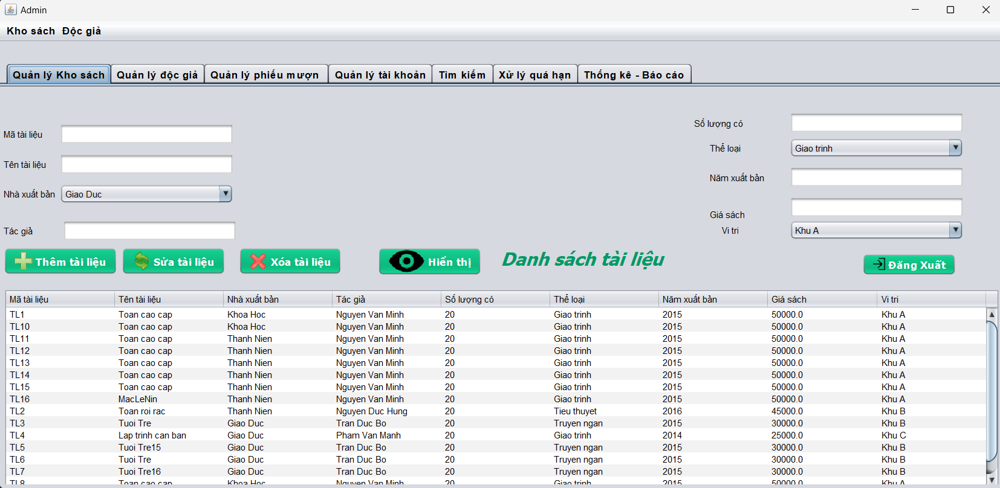 Admin
Kho sách Độc giả
Quản lý Kho sách Quản lý độc giả Quản lý phiếu mượn Quản lý tài khoản Tìm kiếm Xử lý quá hạn Thống kê - Báo cáo
Mã tài liệu
Tên tài liệu
Nhà xuất bản Giao Duc
Tác giả
Số lượng có
Thể loại Giao trinh
Năm xuất bản
Giá sách
Vi tri Khu A
Thêm tài liệu Sửa tài liệu Xóa tài liệu Hiển thị Danh sách tài liệu Đăng Xuất
Mã tài liệu Tên tài liệu Nhà xuất bản Tác giả Số lượng có Thể loại Năm xuất bản Giá sách Vi tri
TL1 Toan cao cap Khoa Hoc Nguyen Van Minh 20 Giao trinh 2015 50000.0 Khu A
TL10 Toan cao cap Khoa Hoc Nguyen Van Minh 20 Giao trinh 2015 50000.0 Khu A
TL11 Toan cao cap Thanh Nien Nguyen Van Minh 20 Giao trinh 2015 50000.0 Khu A
TL12 Toan cao cap Thanh Nien Nguyen Van Minh 20 Giao trinh 2015 50000.0 Khu A
TL13 Toan cao cap Thanh Nien Nguyen Van Minh 20 Giao trinh 2015 50000.0 Khu A
TL14 Toan cao cap Thanh Nien Nguyen Van Minh 20 Giao trinh 2015 50000.0 Khu A
TL15 Toan cao cap Thanh Nien Nguyen Van Minh 20 Giao trinh 2015 50000.0 Khu A
TL16 MacLeNin Thanh Nien Nguyen Van Minh 20 Giao trinh 2015 50000.0 Khu A
TL2 Toan roi rac Thanh Nien Nguyen Duc Hung 20 Tieu thuyet 2016 45000.0 Khu B
TL3 Tuoi Tre Giao Duc Tran Duc Bo 20 Truyen ngan 2015 30000.0 Khu B
TL4 Lap trinh can ban Giao Duc Pham Van Manh 20 Giao trinh 2014 25000.0 Khu C
TL5 Tuoi Tre15 Giao Duc Tran Duc Bo 20 Truyen ngan 2015 30000.0 Khu B
TL6 Tuoi Tre Giao Duc Tran Duc Bo 20 Truyen ngan 2015 30000.0 Khu B
TL7 Tuoi Tre16 Giao Duc Tran Duc Bo 20 Truyen ngan 2015 30000.0 Khu B
TL8 Toan cao cap Khoa Hoc Nguyen Van Minh 20 Giao trinh 2015 50000.0 Khu A